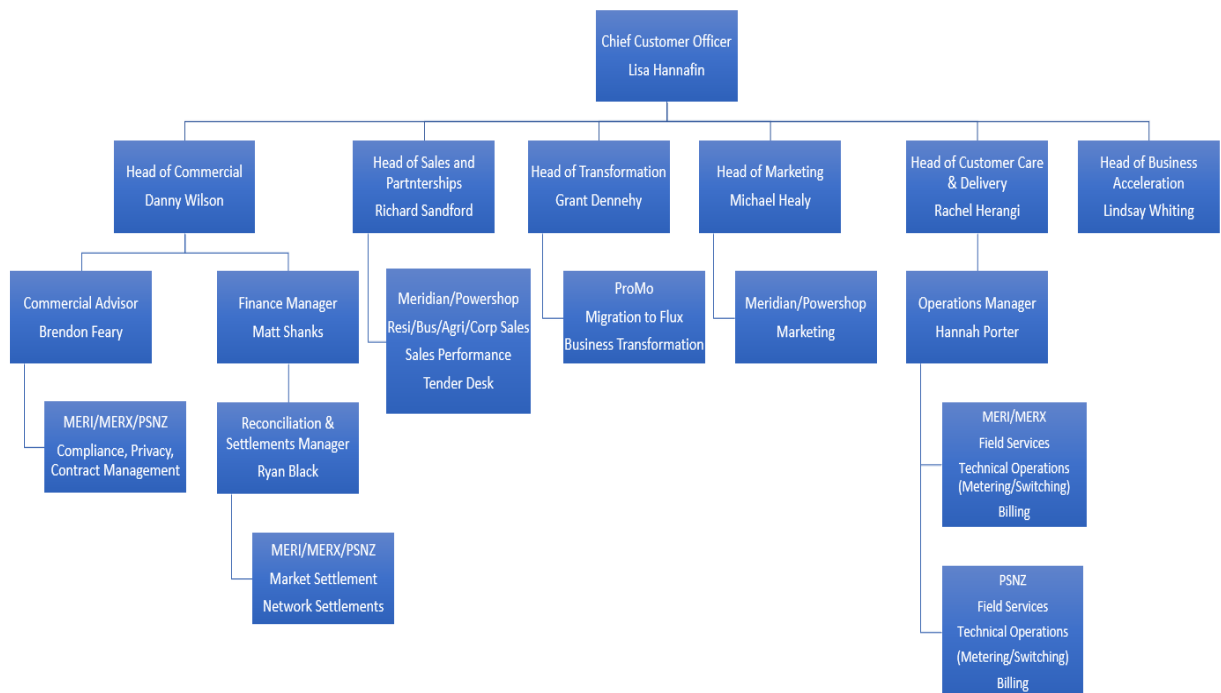 Chief Customer Officer
Lisa Hannafin
Head of Commercial
Danny Wilson
Head of Sales and
Partnterships
Richard Sandford
Head of Transformation
Grant Dennehy
Head of Marketing
Michael Healy
Head of Customer Care
& Delivery
Rachel Herangi
Head of Business
Acceleration
Lindsay Whiting
Commercial Advisor
Brendon Feary
Finance Manager
Matt Shanks
Meridian/Powershop
Resi/Bus/Agri/Corp Sales
Sales Performance
Tender Desk
ProMo
Migration to Flux
Business Transformation
Meridian/Powershop
Marketing
Operations Manager
Hannah Porter
MERI/MERX/PSNZ
Compliance, Privacy,
Contract Management
Reconciliation &
Settlements Manager
Ryan Black
MERI/MERX
Field Services
Technical Operations
(Metering/Switching)
Billing
MERI/MERX/PSNZ
Market Settlement
Network Settlements
PSNZ
Field Services
Technical Operations
(Metering/Switching)
Billing